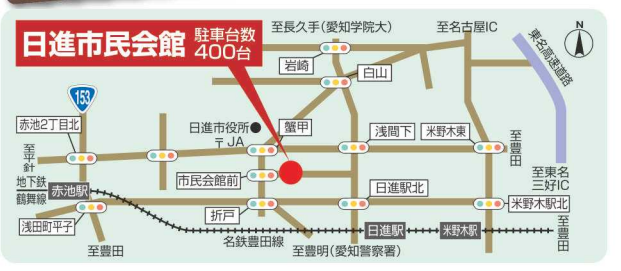 日進市民会館
駐車台数
400台
至長久手(愛知学院大)
至名古屋IC
N
東名高速道路
岩崎
白山
153
赤池2丁目北
日進市役所
〒JA
蟹甲
浅間下
米野木東
至豊田
至平針
地下鉄
鶴舞線
赤池駅
市民会館前
日進駅北
至東名
三好IC
米野木駅北
浅田町平子
折戸
日進駅
米野木駅
至豊田
至豊田
名鉄豊田線
至豊明(愛知警察署)